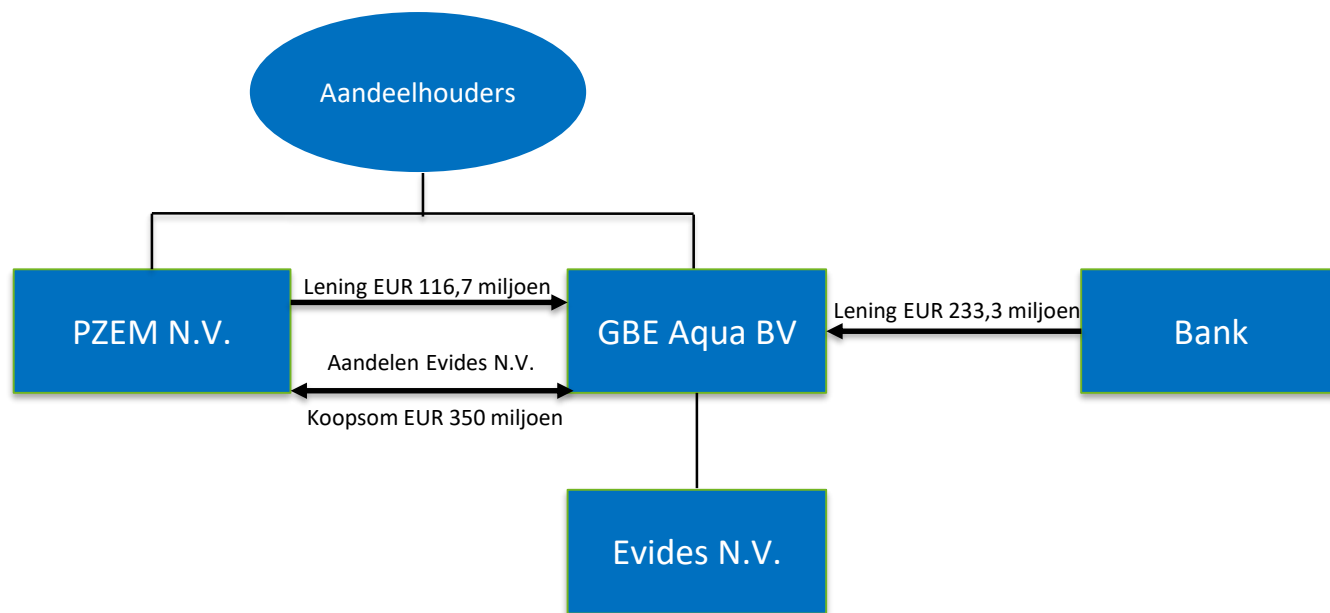 Aandeelhouders
Lening EUR 116,7 miljoen
PZEM N.V.
GBE Aqua BV
Lening EUR 233,3 miljoen
Bank
Aandelen Evides N.V.
Koopsom EUR 350 miljoen
Evides N.V.